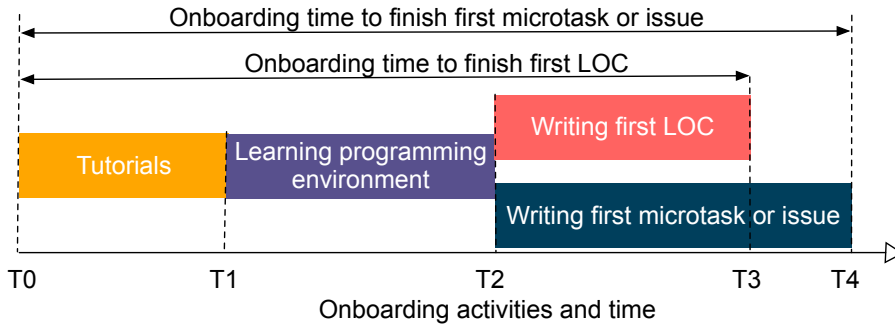 Onboarding time to finish first microtask or issue
Onboarding time to finish first LOC
Writing first LOC
Tutorials
Learning programming
environment
Writing first microtask or issue
T0 T1 T2 T3 T4
Onboarding activities and time